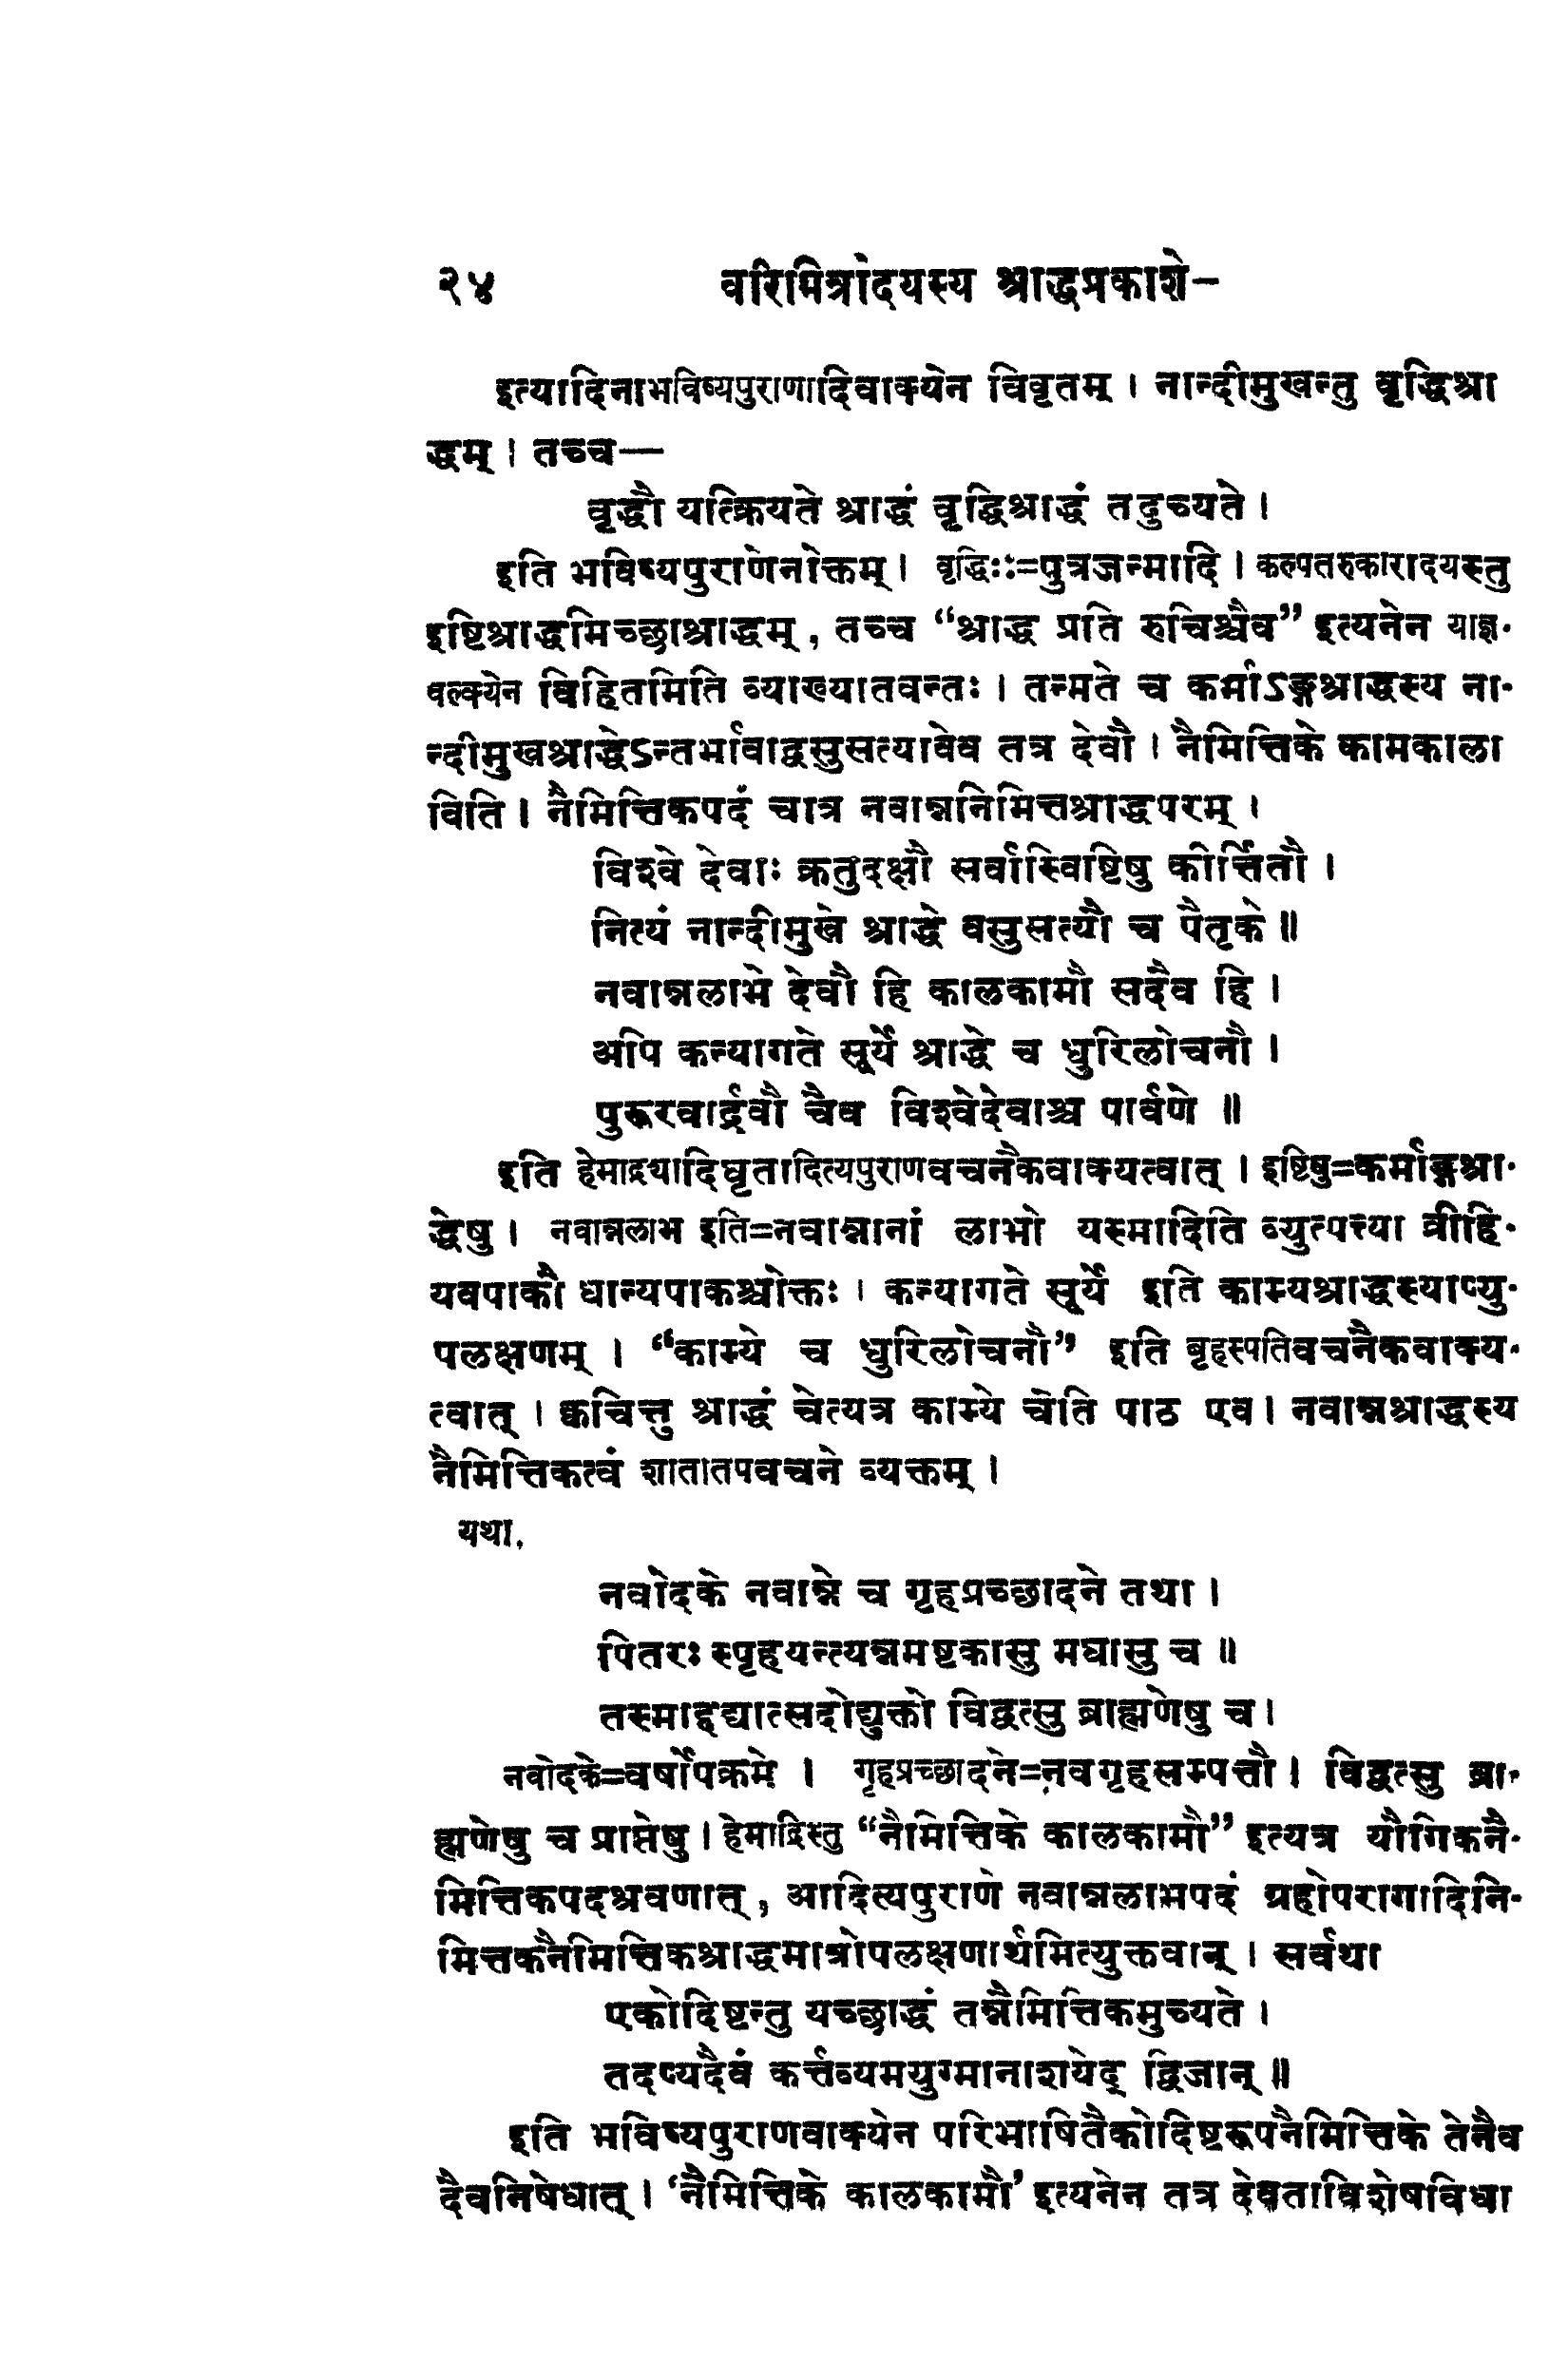 २४ वीरमित्रोदयस्य श्राद्धप्रकाशे-
इत्यादिनाभविष्यपुराणादिवाक्येन विवृतम् । नान्दीमुखन्तु वृद्धिश्रा
द्धम् । तच्च—
वृद्धौ यत्क्रियते श्राद्धं वृद्धिश्राद्धं तदुच्यते ।
इति भविष्यपुराणेनोक्तम् । वृद्धिः:=पुत्रजन्मादि । कल्पतरुकारादयस्तु
इष्टिश्राद्धमिच्छाश्राद्धम् , तच्च “श्राद्ध प्रति रुचिश्चैव” इत्यनेन याज्ञ-
वल्क्येन विहितमिति व्याख्यातवन्तः । तन्मते च कर्माऽङ्गश्राद्धस्य ना-
न्दीमुखश्राद्धेऽन्तर्भावाद्वसुसत्यावेव तत्र देवौ । नैमित्तिके कामकाला
विति । नैमित्तिकपदं चात्र नवान्ननिमित्तश्राद्धपरम् ।
विश्वे देवाः क्रतुदक्षौ सर्वास्विष्टिषु कीर्त्तितौ ।
नित्यं नान्दीमुखे श्राद्धे वसुसत्यौ च पैतृके ॥
नवान्नलाभे देवौ हि कालकामौ सदैव हि ।
अपि कन्यागते सूर्ये श्राद्धे च धुरिलोचनौ ।
पुरूरवार्द्रवौ चैव विश्वेदेवाश्च पार्वणे ॥
इति हेमाद्र्यादिधृतादित्यपुराणवचनैकवाक्यत्वात् । इष्टिषु=कर्माङ्गश्रा-
द्धेषु । नवान्नलाभ इति=नवान्नानां लाभो यस्मादिति व्युत्पत्त्या व्रीहि-
यवपाकौ धान्यपाकश्चोक्तः । कन्यागते सूर्ये इति काम्यश्राद्धस्याप्यु-
पलक्षणम् । “काम्ये च धुरिलोचनौ” इति बृहस्पतिवचनैकवाक्य-
त्वात् । क्वचित्तु श्राद्धं चेत्यत्र काम्ये चेति पाठ एव । नवान्नश्राद्धस्य
नैमित्तिकत्वं शातातपवचने व्यक्तम् ।
यथा,
नवोदके नवान्ने च गृहप्रच्छादने तथा ।
पितरः स्पृहयन्त्यन्नमष्टकासु मघासु च ॥
तस्माद्दद्यात्सदोद्युक्तो विद्वत्सु ब्राह्मणेषु च ।
नवोदके=वर्षोपक्रमे । गृहप्रच्छादने=नवगृहसम्पत्तौ । विद्वत्सु ब्रा-
ह्मणेषु च प्राप्तेषु । हेमाद्रिस्तु “नैमित्तिके कालकामौ” इत्यत्र यौगिकनै-
मित्तिकपदश्रवणात् , आदित्यपुराणे नवान्नलाभपदं ग्रहोपरागादिनि-
मित्तकनैमित्तिकश्राद्धमात्रोपलक्षणार्थमित्युक्तवान् । सर्वथा
एकोदिष्टन्तु यच्छ्राद्धं तन्नैमित्तिकमुच्यते ।
तदप्यदैवं कर्त्तव्यमयुग्मानाशयेद् द्विजान् ॥
इति भविष्यपुराणवाक्येन परिभाषितैकोदिष्टरूपनैमित्तिके तेनैव
दैवनिषेधात् । ‘नैमित्तिके कालकामौ’ इत्यनेन तत्र देवताविशेषविधा